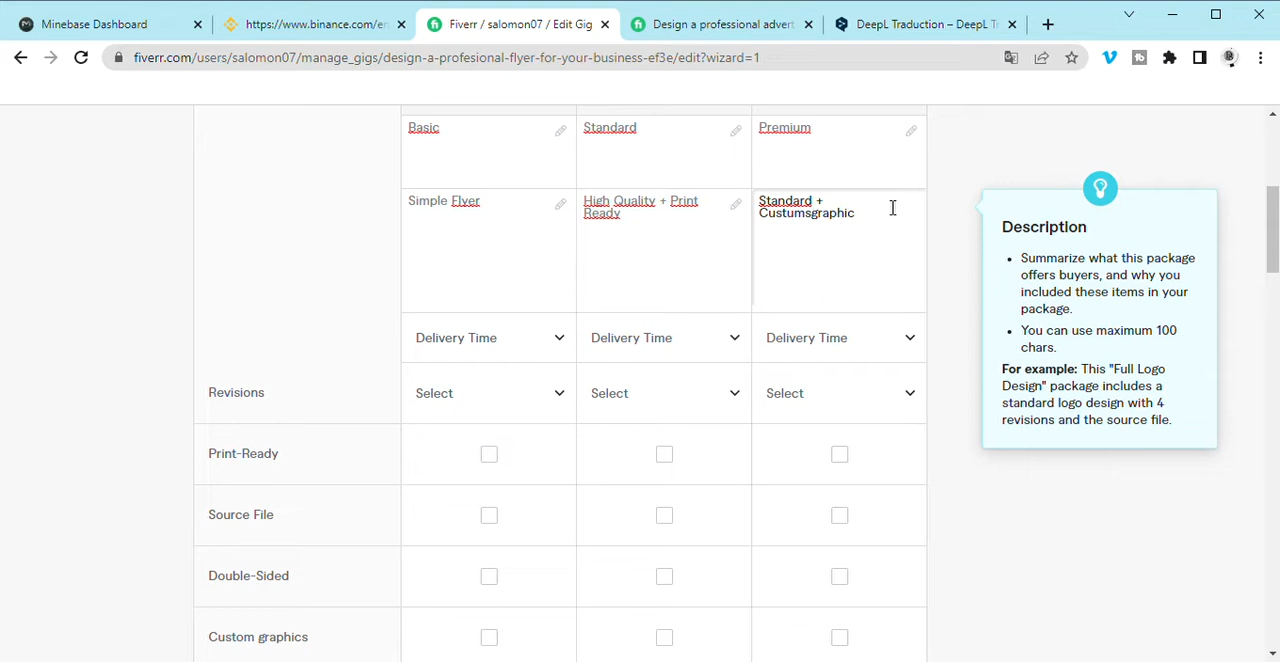 Minebase Dashboard
https://www.binance.com/en
Fiverr / salomon07 / Edit Gig
Design a professional advert
DeepL Traduction – DeepL Tr
fiverr.com/users/salomon07/manage_gigs/design-a-profesional-flyer-for-your-business-ef3e/edit?wizard=1
Basic
Standard
Premium
Simple Flyer
High Quality + Print
Ready
Standard +
Custumsgraphic
Description
• Summarize what this package
offers buyers, and why you
included these items in your
package.
• You can use maximum 100
chars.
For example: This "Full Logo
Design" package includes a
standard logo design with 4
revisions and the source file.
Delivery Time
Delivery Time
Delivery Time
Revisions
Select
Select
Select
Print-Ready
Source File
Double-Sided
Custom graphics